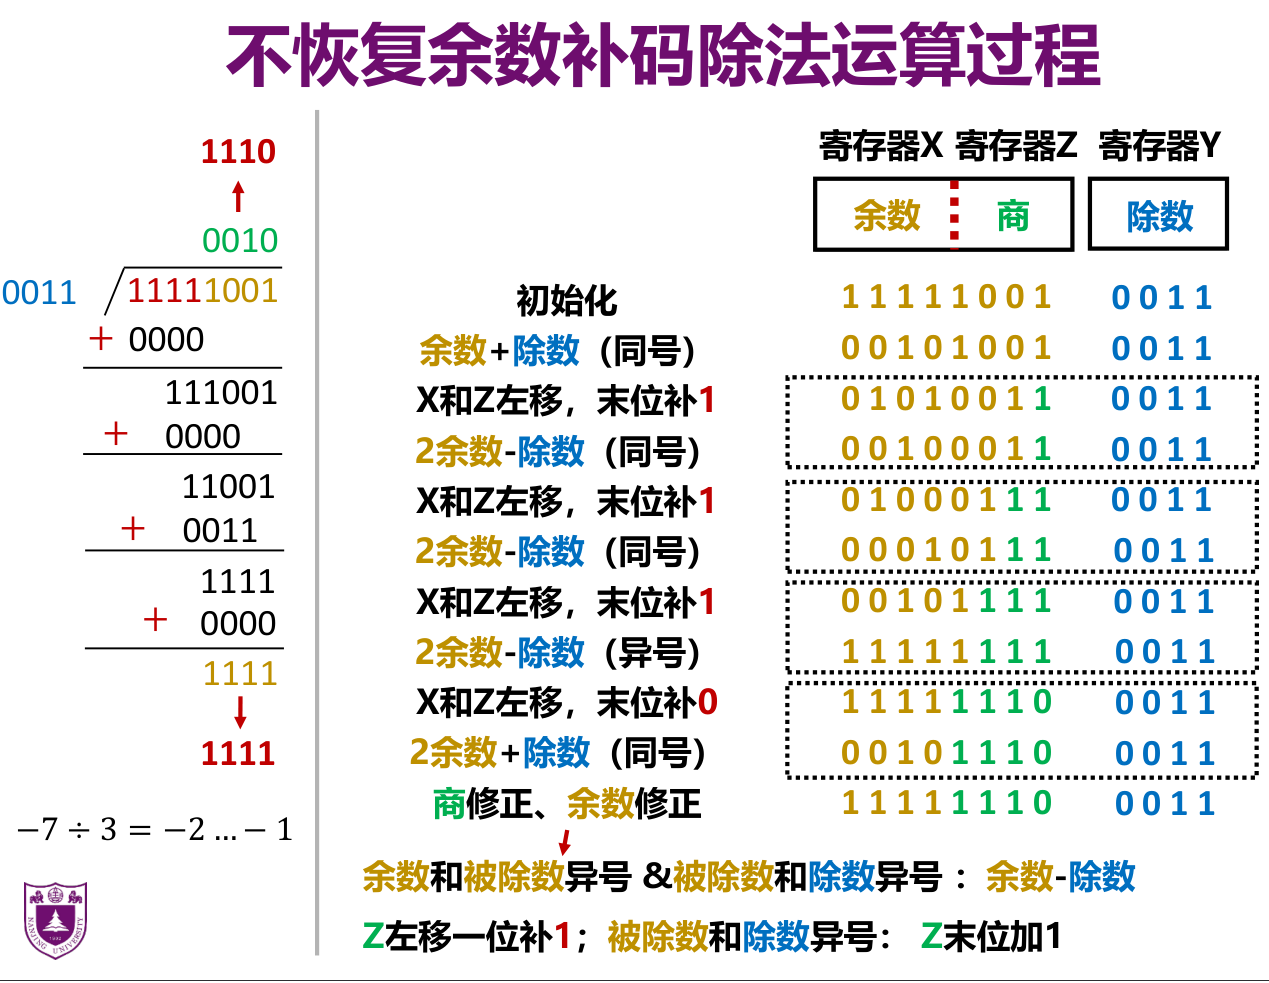 不恢复余数补码除法运算过程
1110
0010
0011 11111001
+ 0000
111001
+ 0000
11001
+ 0011
1111
+ 0000
1111
1111
−7 ÷ 3 = −2 … − 1
NANJING UNIVERSITY
1902
寄存器X 寄存器Z 寄存器Y
余数 商 除数
初始化 1 1 1 1 1 0 0 1 0 0 1 1
余数+除数（同号） 0 0 1 0 1 0 0 1 0 0 1 1
X和Z左移，末位补1 0 1 0 1 0 0 1 1 0 0 1 1
2余数-除数（同号） 0 0 1 0 0 0 1 1 0 0 1 1
X和Z左移，末位补1 0 1 0 0 0 1 1 1 0 0 1 1
2余数-除数（同号） 0 0 0 1 0 1 1 1 0 0 1 1
X和Z左移，末位补1 0 0 1 0 1 1 1 1 0 0 1 1
2余数-除数（异号） 1 1 1 1 1 1 1 1 0 0 1 1
X和Z左移，末位补0 1 1 1 1 1 1 1 0 0 0 1 1
2余数+除数（同号） 0 0 1 0 1 1 1 0 0 0 1 1
商修正、余数修正 1 1 1 1 1 1 1 0 0 0 1 1
余数和被除数异号 &被除数和除数异号： 余数-除数
Z左移一位补1；被除数和除数异号： Z末位加1